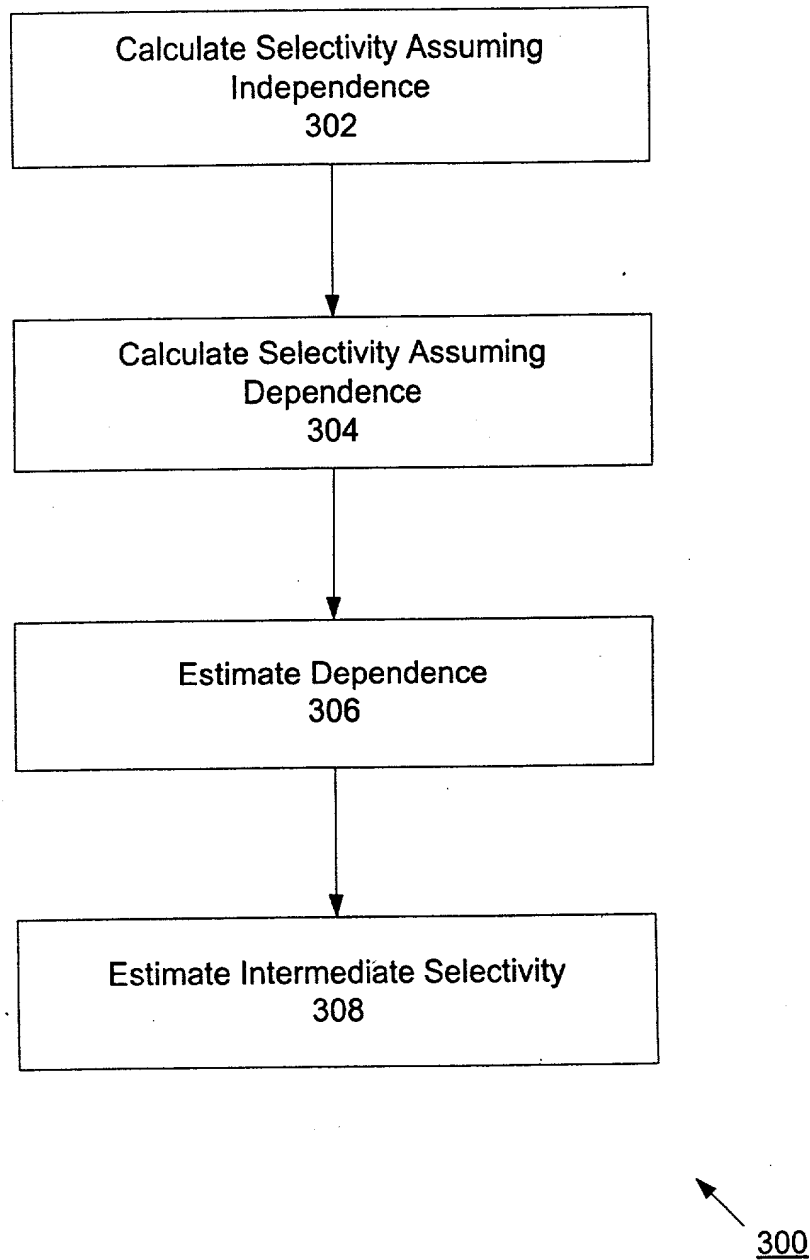 Calculate Selectivity Assuming
Independence
302
Calculate Selectivity Assuming
Dependence
304
Estimate Dependence
306
Estimate Intermediate Selectivity
308
300